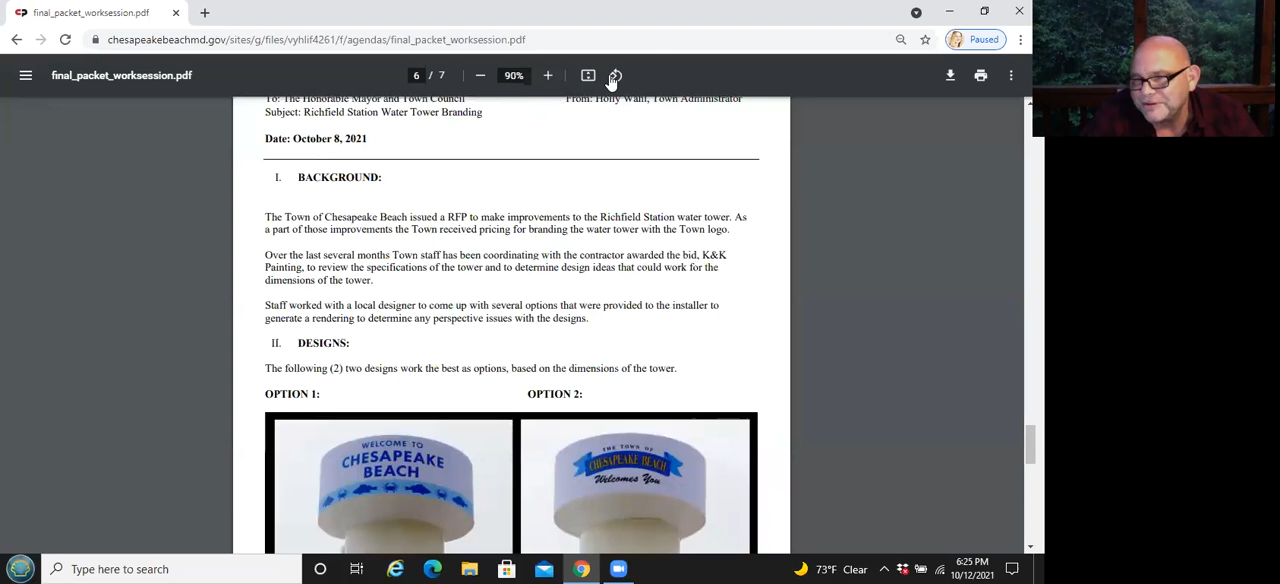 final_packet_worksession.pdf
chesapeakebeachmd.gov/sites/g/files/vyhlif4261/f/agendas/final_packet_worksession.pdf
Paused
final_packet_worksession.pdf
6 / 7
90%
To: The Honorable Mayor and Town Council From: Holly Wahl, Town Administrator
Subject: Richfield Station Water Tower Branding
Date: October 8, 2021
I. BACKGROUND:
The Town of Chesapeake Beach issued a RFP to make improvements to the Richfield Station water tower. As
a part of those improvements the Town received pricing for branding the water tower with the Town logo.
Over the last several months Town staff has been coordinating with the contractor awarded the bid, K&K
Painting, to review the specifications of the tower and to determine design ideas that could work for the
dimensions of the tower.
Staff worked with a local designer to come up with several options that were provided to the installer to
generate a rendering to determine any perspective issues with the designs.
II. DESIGNS:
The following (2) two designs work the best as options, based on the dimensions of the tower.
OPTION 1: OPTION 2:
WELCOME TO
CHESAPEAKE
BEACH
THE TOWN OF
CHESAPEAKE BEACH
Welcomes You
Type here to search
73°F Clear
6:25 PM
10/12/2021